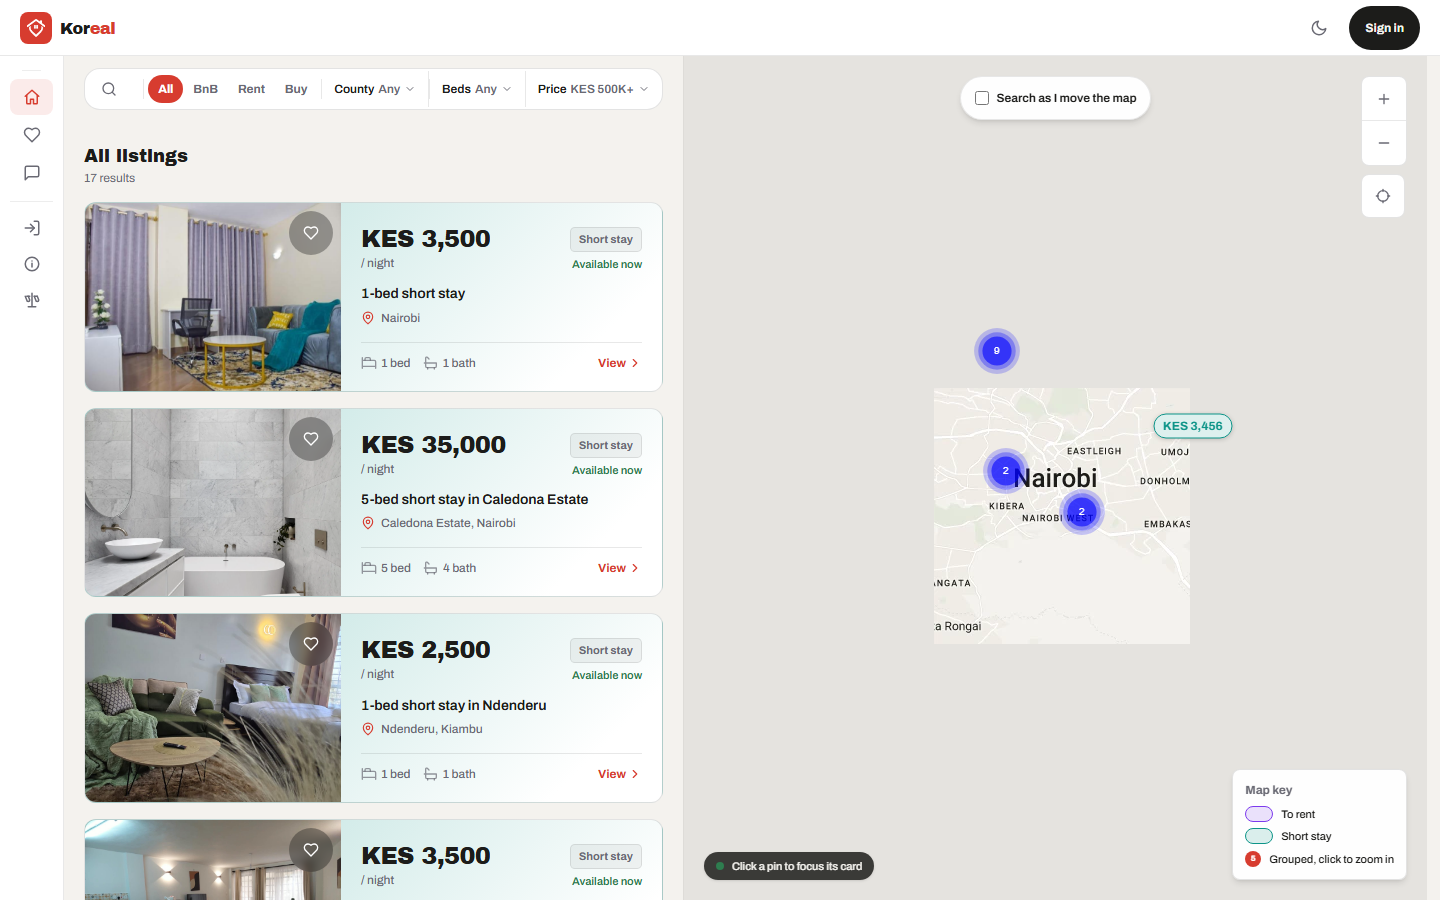 Koreal
Sign in
All
BnB
Rent
Buy
County Any
Beds Any
Price KES 500K+
Search as I move the map
All listings
17 results
KES 3,500
/ night
Short stay
Available now
1-bed short stay
Nairobi
1 bed
1 bath
View
KES 35,000
/ night
Short stay
Available now
5-bed short stay in Caledona Estate
Caledona Estate, Nairobi
5 bed
4 bath
View
KES 2,500
/ night
Short stay
Available now
1-bed short stay in Ndenderu
Ndenderu, Kiambu
1 bed
1 bath
View
KES 3,500
/ night
Short stay
Available now
9
KES 3,456
EASTLEIGH
UMOJ
2
Nairobi
DONHOLM
KIBERA
2
NAIROBI WEST
EMBAKAS
ANGATA
a Rongai
Map key
To rent
Short stay
5
Grouped, click to zoom in
Click a pin to focus its card